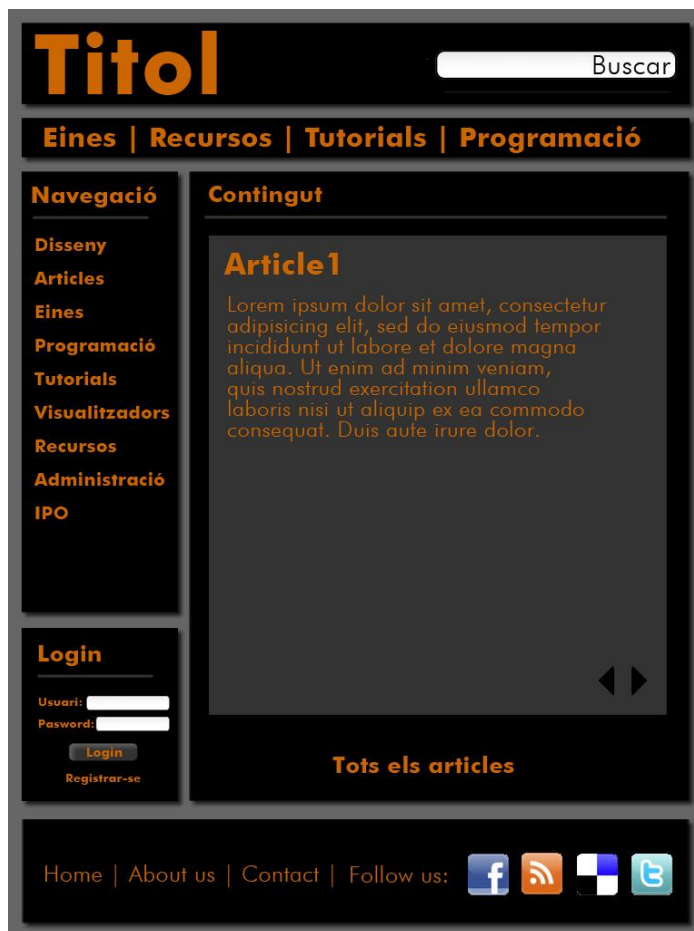 Titol
Buscar
Eines | Recursos | Tutorials | Programació
Navegació
Disseny
Articles
Eines
Programació
Tutorials
Visualitzadors
Recursos
Administració
IPO
Contingut
Article1
Lorem ipsum dolor sit amet, consectetur
adipisicing elit, sed do eiusmod tempor
incididunt ut labore et dolore magna
aliqua. Ut enim ad minim veniam,
quis nostrud exercitation ullamco
laboris nisi ut aliquip ex ea commodo
consequat. Duis aute irure dolor.
Tots els articles
Login
Usuari:
Pasword:
Login
Registrar-se
Home | About us | Contact | Follow us: